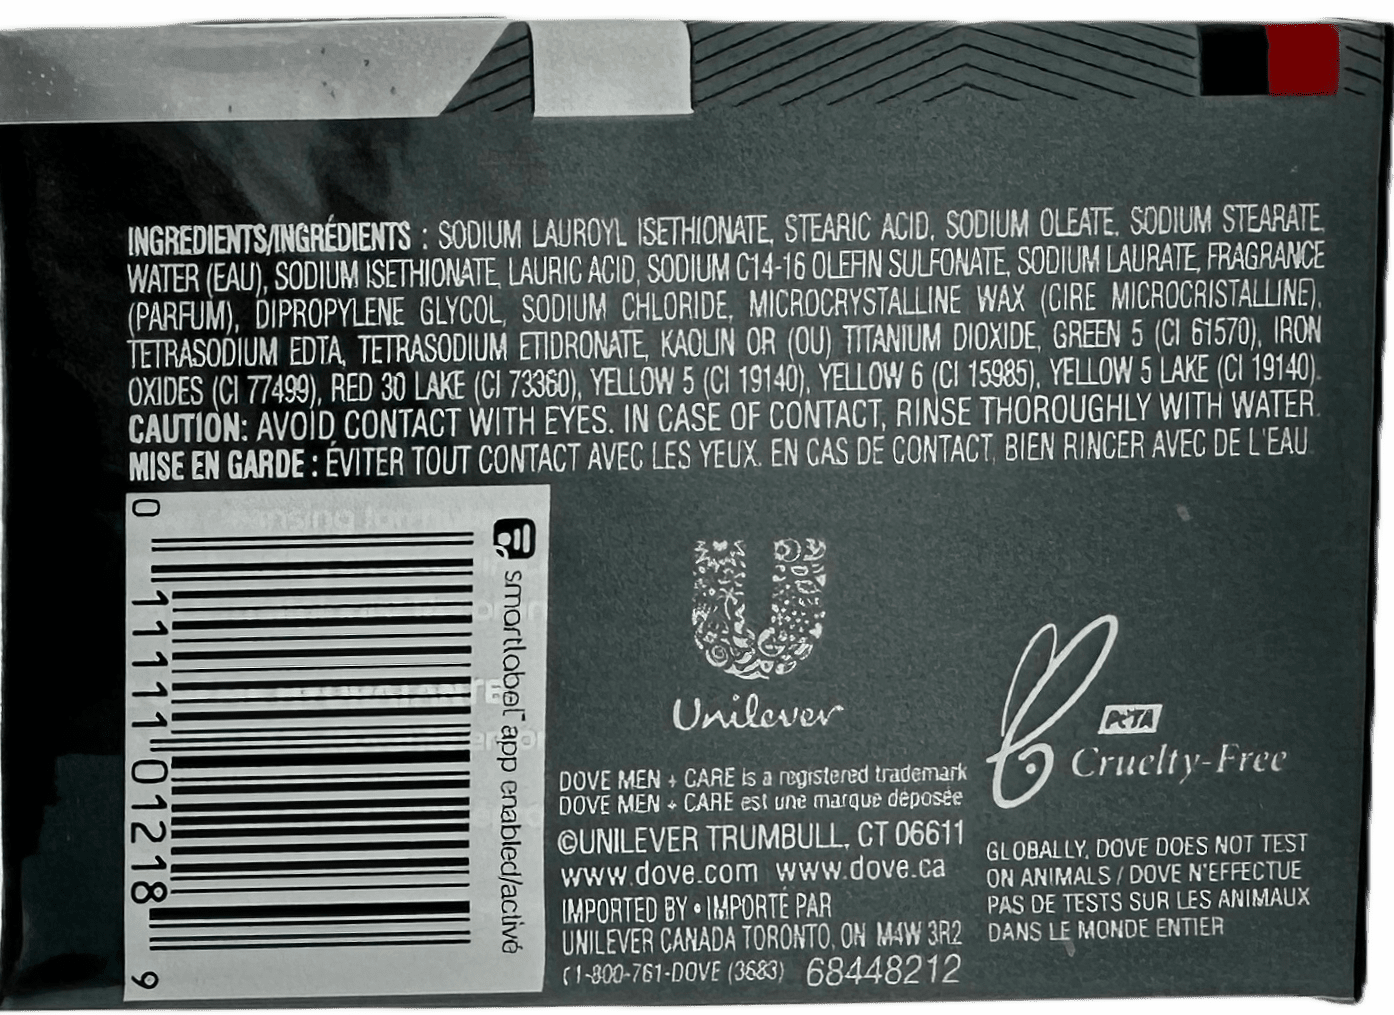 INGREDIENTS/INGRÉDIENTS : SODIUM LAUROYL ISETHIONATE, STEARIC ACID, SODIUM OLEATE, SODIUM STEARATE,
WATER (EAU), SODIUM ISETHIONATE, LAURIC ACID, SODIUM C14-16 OLEFIN SULFONATE, SODIUM LAURATE, FRAGRANCE
(PARFUM), DIPROPYLENE GLYCOL, SODIUM CHLORIDE, MICROCRYSTALLINE WAX (CIRE MICROCRISTALLINE),
TETRASODIUM EDTA, TETRASODIUM ETIDRONATE, KAOLIN OR (OU) TITANIUM DIOXIDE, GREEN 5 (CI 61570), IRON
OXIDES (CI 77499), RED 30 LAKE (CI 73360), YELLOW 5 (CI 19140), YELLOW 6 (CI 15985), YELLOW 5 LAKE (CI 19140).
CAUTION: AVOID CONTACT WITH EYES. IN CASE OF CONTACT, RINSE THOROUGHLY WITH WATER.
MISE EN GARDE : ÉVITER TOUT CONTACT AVEC LES YEUX. EN CAS DE CONTACT, BIEN RINCER AVEC DE L'EAU
0 11111 01218 9
smartlabel™ app enabled/activé
Unilever
DOVE MEN + CARE is a registered trademark
DOVE MEN + CARE est une marque déposée
©UNILEVER TRUMBULL, CT 06611
www.dove.com www.dove.ca
IMPORTED BY • IMPORTÉ PAR
UNILEVER CANADA TORONTO, ON M4W 3R2
1-800-761-DOVE (3683) 68448212
PETA
Cruelty-Free
GLOBALLY, DOVE DOES NOT TEST
ON ANIMALS / DOVE N'EFFECTUE
PAS DE TESTS SUR LES ANIMAUX
DANS LE MONDE ENTIER